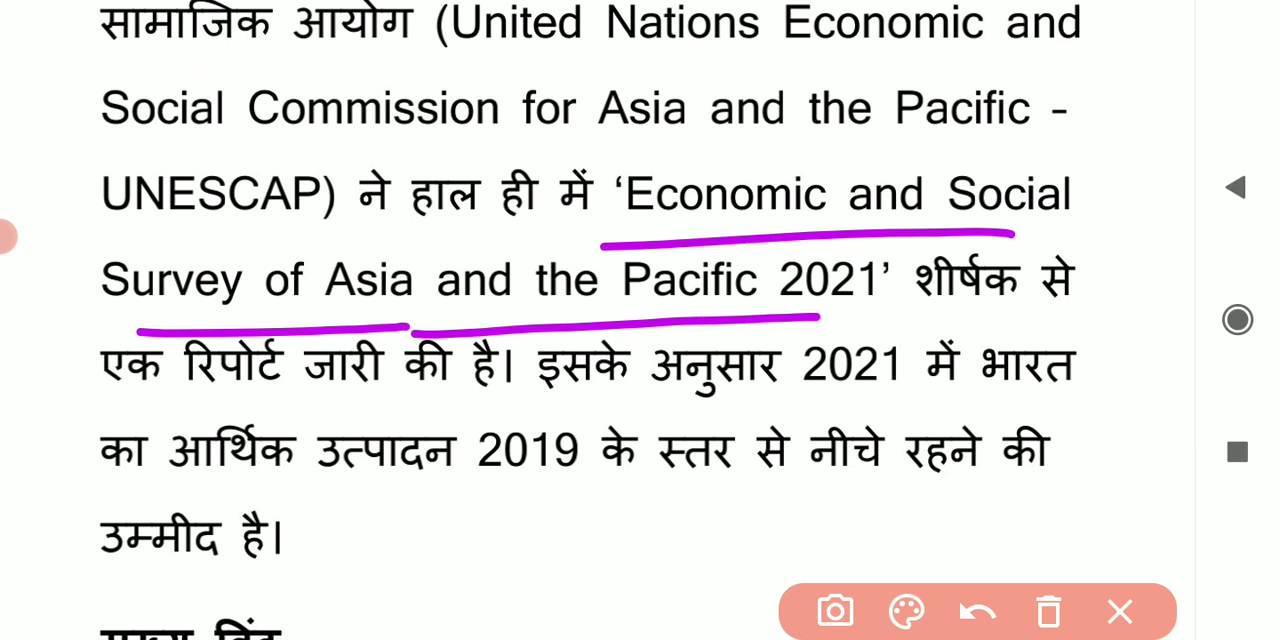 सामाजिक आयोग (United Nations Economic and
Social Commission for Asia and the Pacific -
UNESCAP) ने हाल ही में ‘Economic and Social
Survey of Asia and the Pacific 2021’ शीर्षक से
एक रिपोर्ट जारी की है। इसके अनुसार 2021 में भारत
का आर्थिक उत्पादन 2019 के स्तर से नीचे रहने की
उम्मीद है।